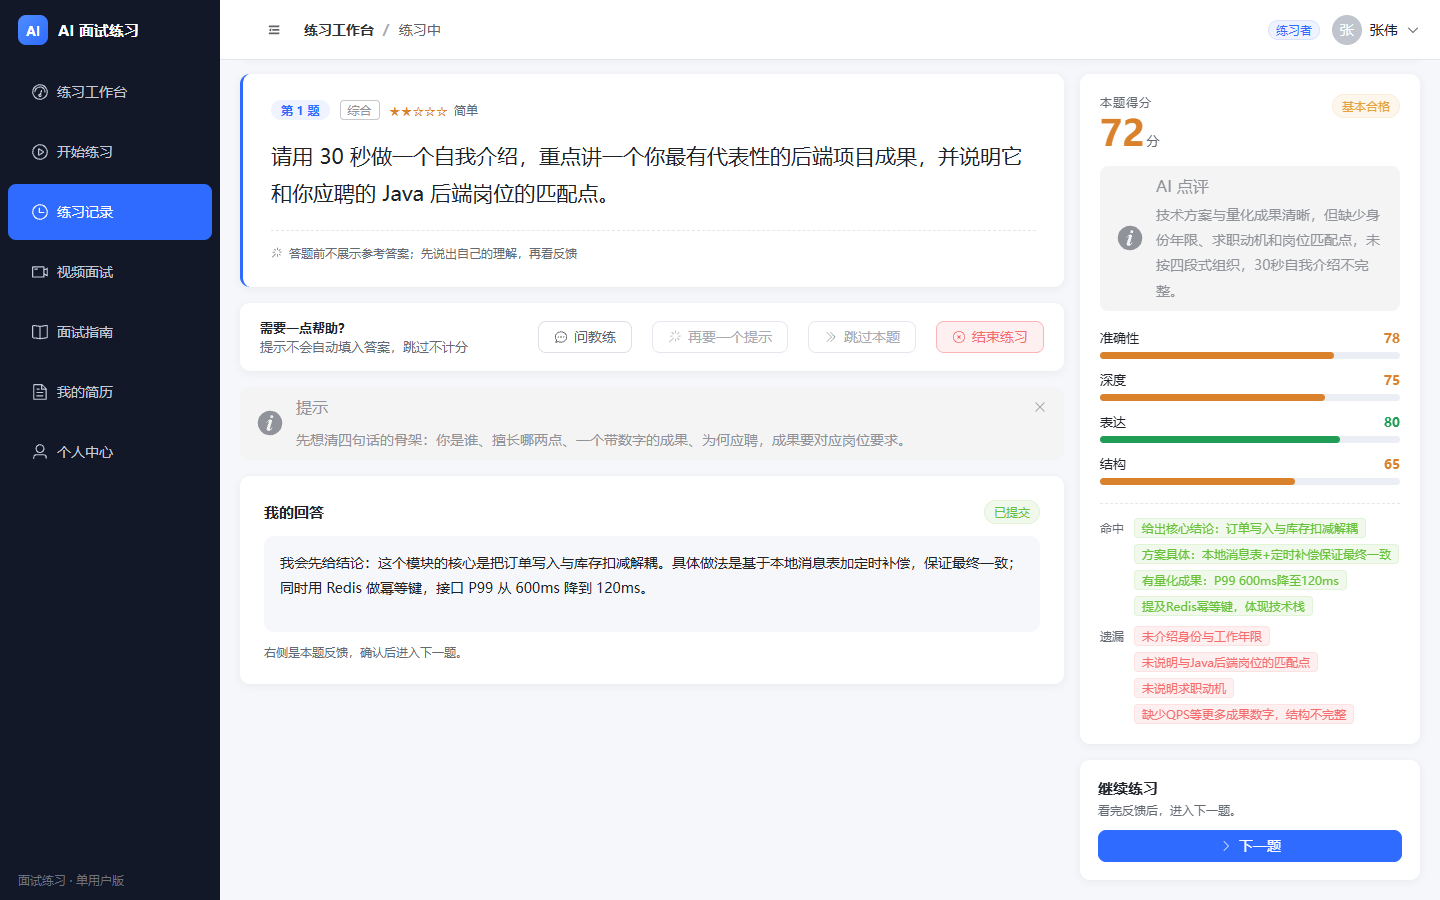 AI AI 面试练习
练习工作台
开始练习
练习记录
视频面试
面试指南
我的简历
个人中心
面试练习 · 单用户版
练习工作台 / 练习中
练习者 张 张伟
第 1 题 综合 ★★☆☆☆ 简单
请用 30 秒做一个自我介绍，重点讲一个你最有代表性的后端项目成果，并说明它
和你应聘的 Java 后端岗位的匹配点。
答题前不展示参考答案；先说出自己的理解，再看反馈
需要一点帮助?
提示不会自动填入答案，跳过不计分
问教练 再要一个提示 跳过本题 结束练习
提示
先想清四句话的骨架：你是谁、擅长哪两点、一个带数字的成果、为何应聘，成果要对应岗位要求。
我的回答 已提交
我会先给结论：这个模块的核心是把订单写入与库存扣减解耦。具体做法是基于本地消息表加定时补偿，保证最终一致；
同时用 Redis 做幂等键，接口 P99 从 600ms 降到 120ms。
右侧是本题反馈，确认后进入下一题。
本题得分 基本合格
72分
AI 点评
技术方案与量化成果清晰，但缺少身
份年限、求职动机和岗位匹配点，未
按四段式组织，30秒自我介绍不完
整。
准确性 78
深度 75
表达 80
结构 65
命中 给出核心结论：订单写入与库存扣减解耦
方案具体：本地消息表+定时补偿保证最终一致
有量化成果：P99 600ms降至120ms
提及Redis幂等键，体现技术栈
遗漏 未介绍身份与工作年限
未说明与Java后端岗位的匹配点
未说明求职动机
缺少QPS等更多成果数字，结构不完整
继续练习
看完反馈后，进入下一题。
下一题